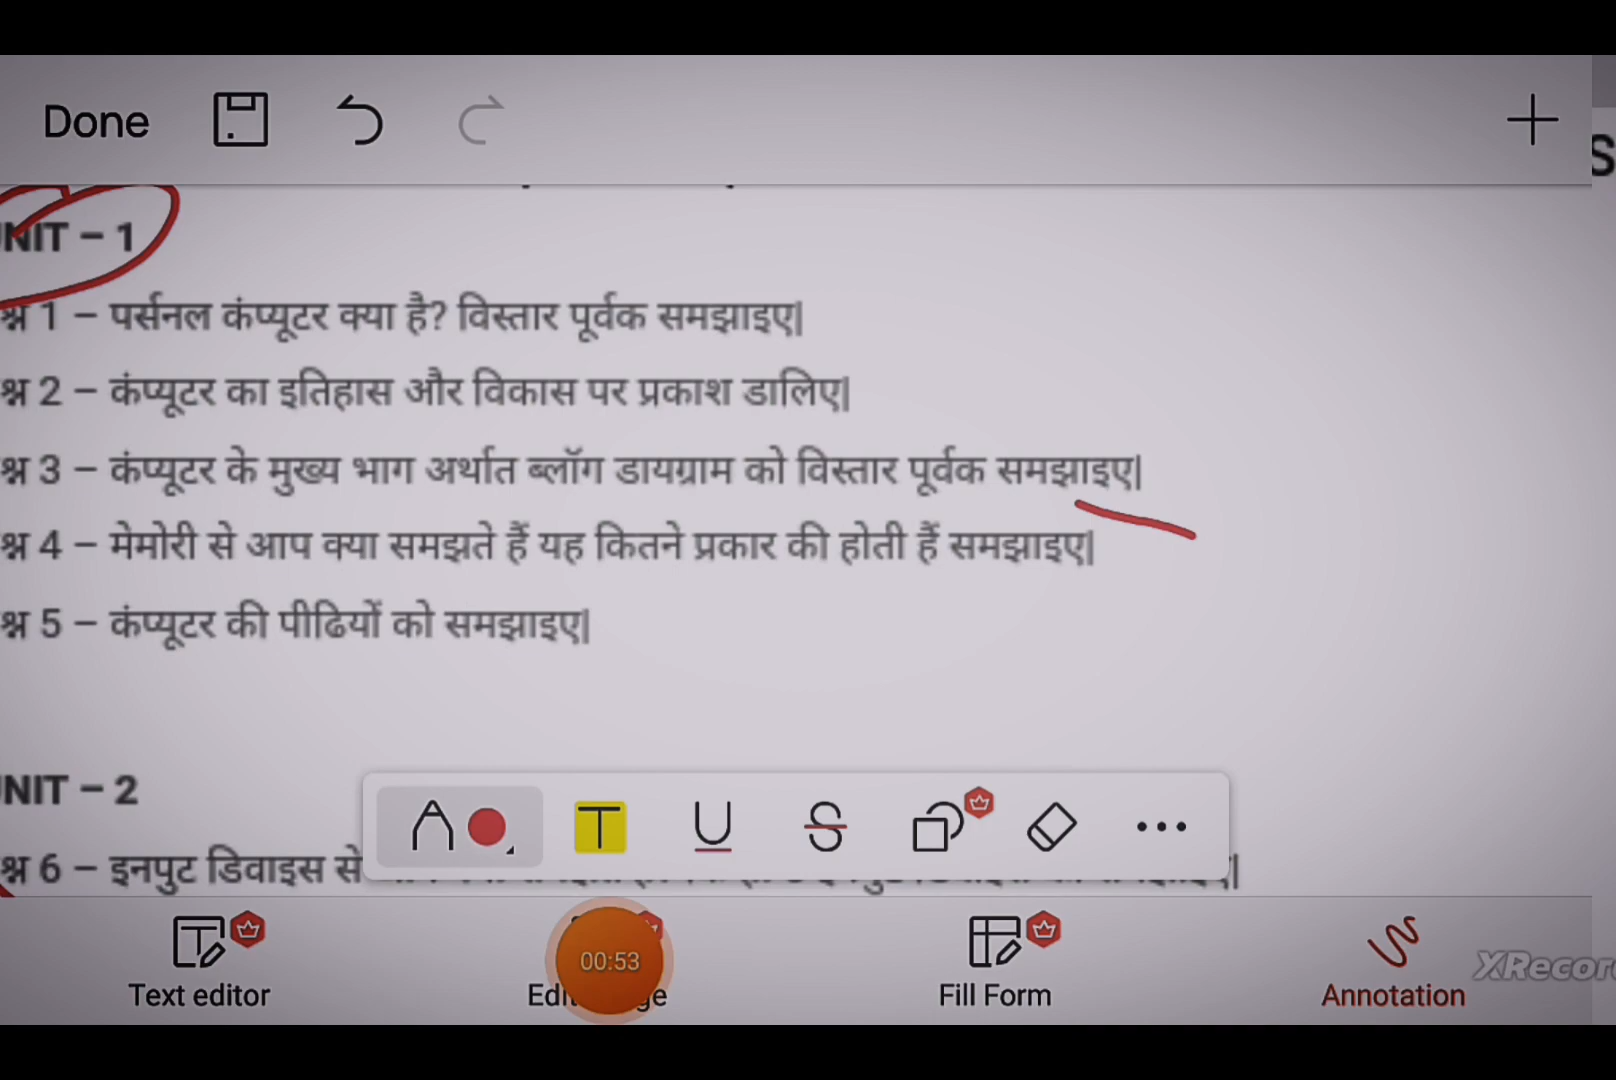 Done
S
NIT – 1
श्न 1 – पर्सनल कंप्यूटर क्या है? विस्तार पूर्वक समझाइए|
श्न 2 – कंप्यूटर का इतिहास और विकास पर प्रकाश डालिए|
श्न 3 – कंप्यूटर के मुख्य भाग अर्थात ब्लॉग डायग्राम को विस्तार पूर्वक समझाइए|
श्न 4 – मेमोरी से आप क्या समझते हैं यह कितने प्रकार की होती हैं समझाइए|
श्न 5 – कंप्यूटर की पीढियों को समझाइए|
NIT – 2
श्न 6 – इनपुट डिवाइस से
00:53
Text editor
Fill Form
Annotation
XRecor